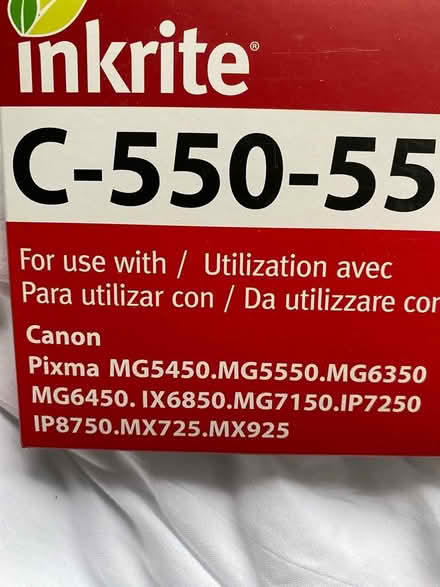 inkrite®
C-550-55
For use with / Utilization avec
Para utilizar con / Da utilizzare con
Canon
Pixma MG5450.MG5550.MG6350
MG6450. IX6850.MG7150.IP7250
IP8750.MX725.MX925